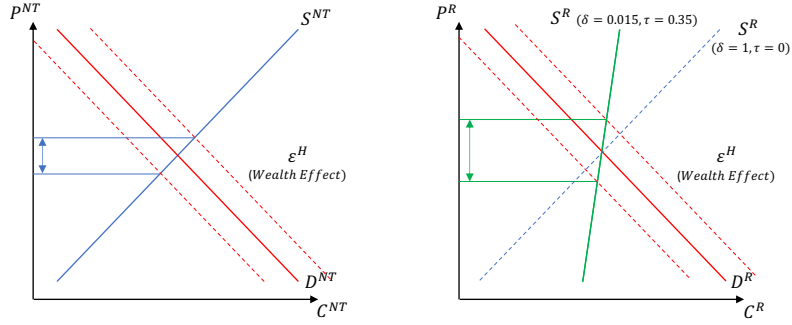 P^NT
S^NT
ε^H
(Wealth Effect)
D^NT
C^NT
P^R
S^R (δ = 0.015, τ = 0.35)
S^R
(δ = 1, τ = 0)
ε^H
(Wealth Effect)
D^R
C^R